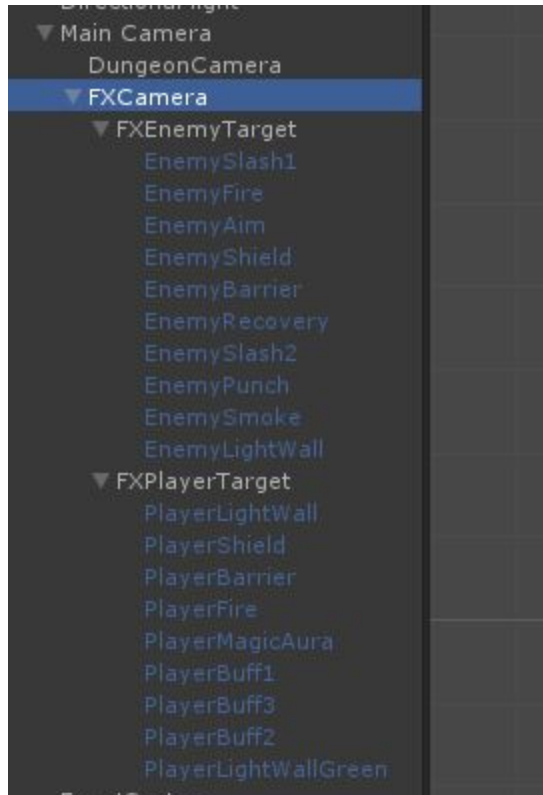 Main Camera
DungeonCamera
FXCamera
FXEnemyTarget
EnemySlash1
EnemyFire
EnemyAim
EnemyShield
EnemyBarrier
EnemyRecovery
EnemySlash2
EnemyPunch
EnemySmoke
EnemyLightWall
FXPlayerTarget
PlayerLightWall
PlayerShield
PlayerBarrier
PlayerFire
PlayerMagicAura
PlayerBuff1
PlayerBuff3
PlayerBuff2
PlayerLightWallGreen